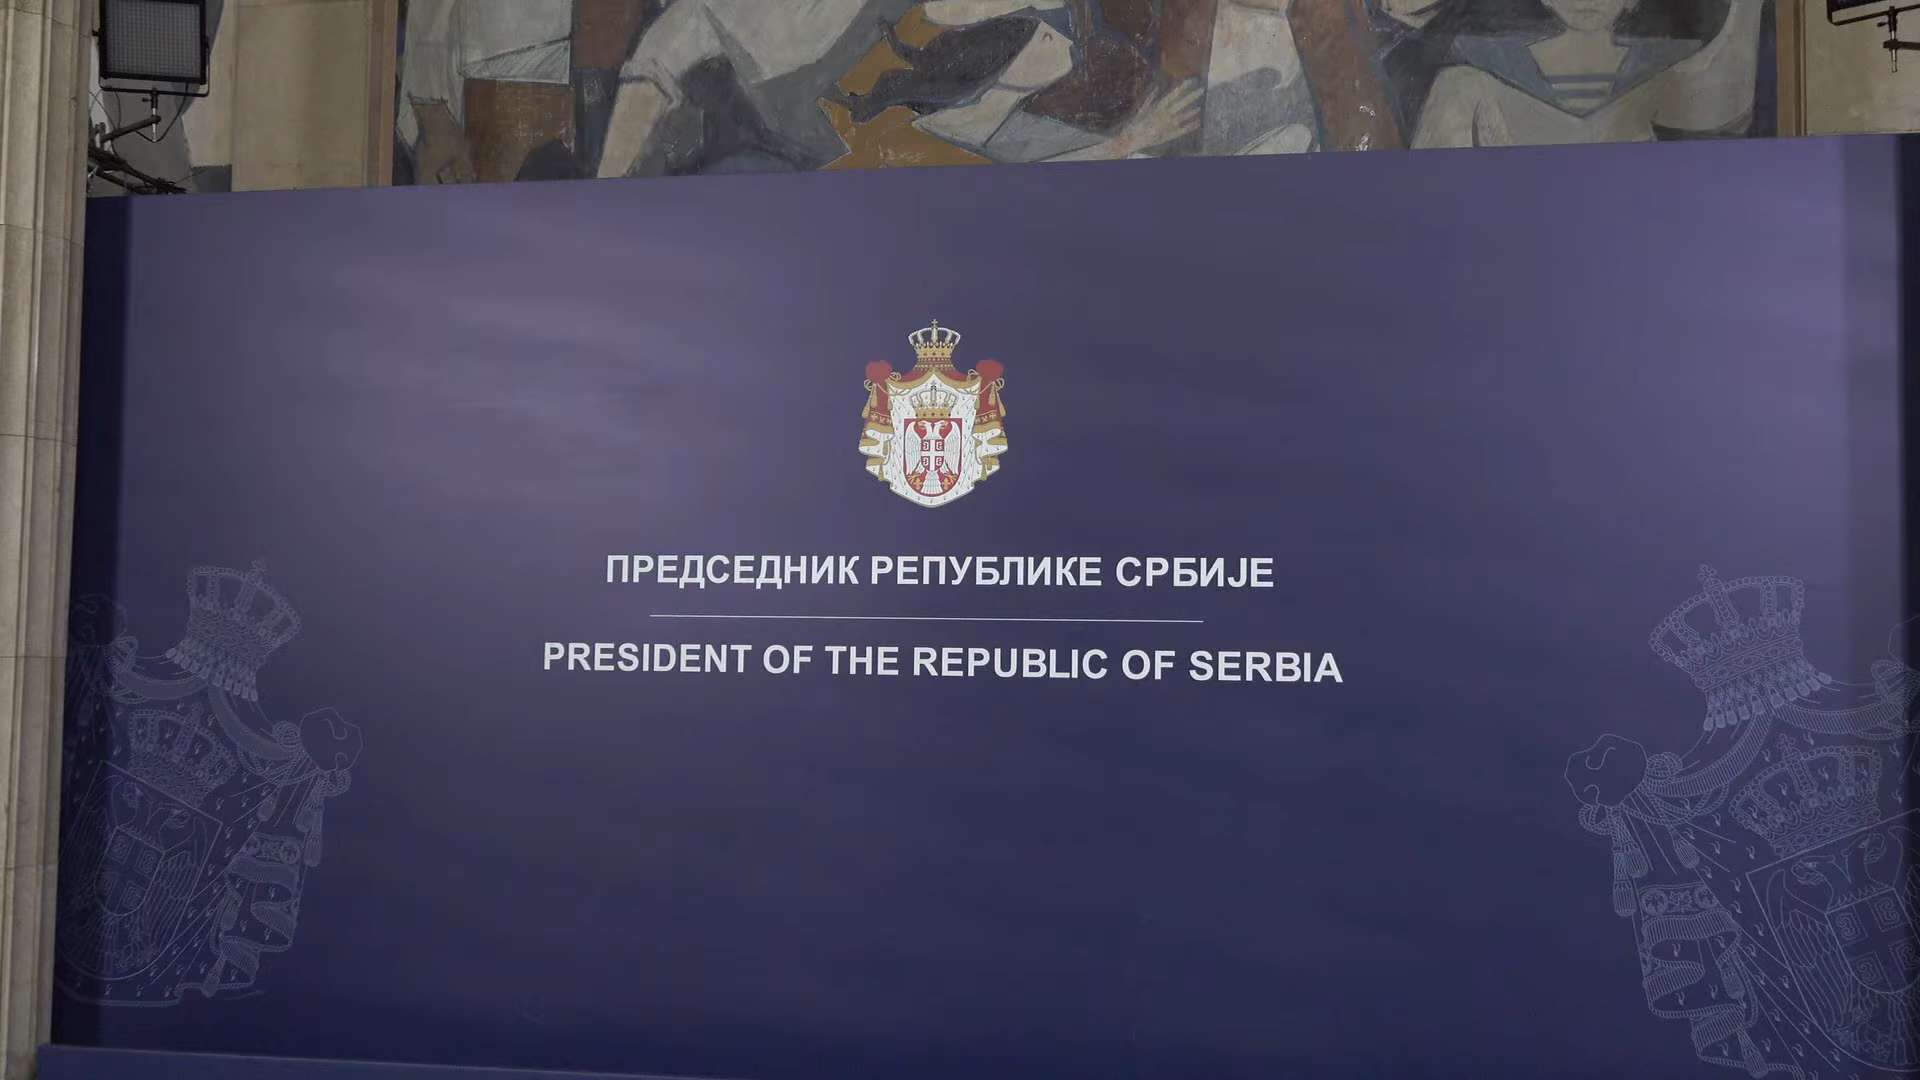 ПРЕДСЕДНИК РЕПУБЛИКЕ СРБИЈЕ
PRESIDENT OF THE REPUBLIC OF SERBIA